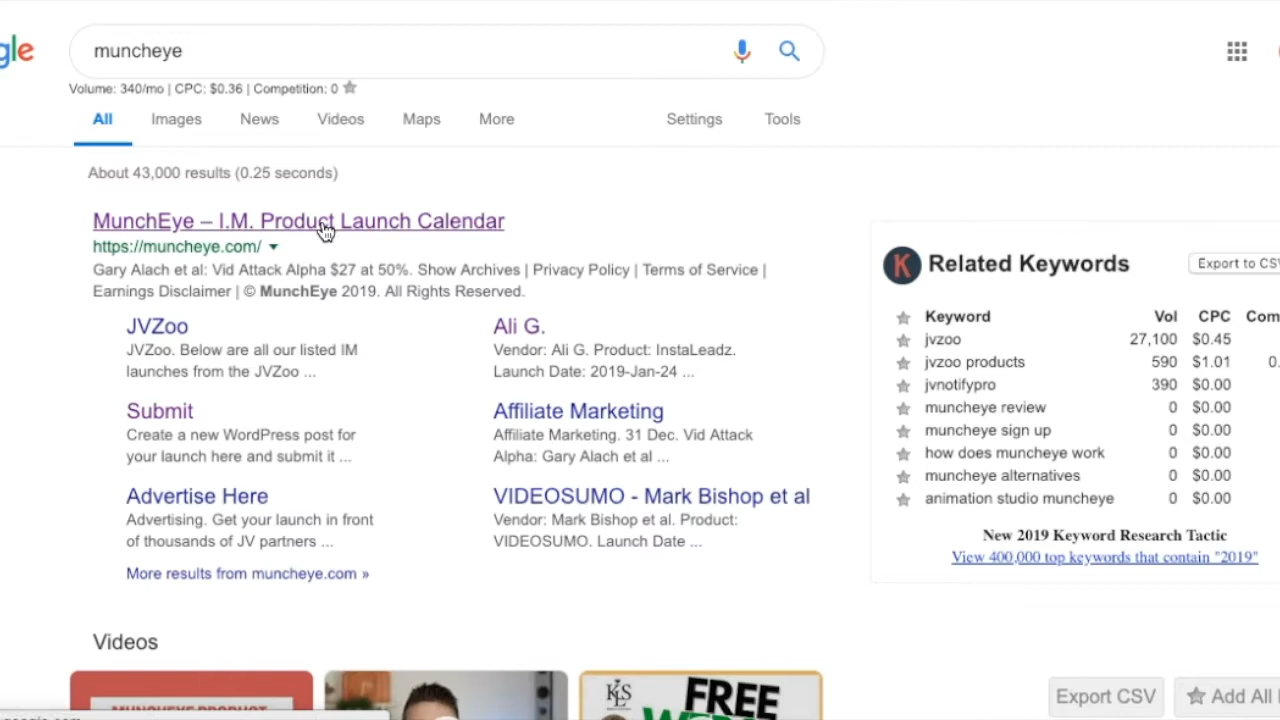 gle
muncheye
Volume: 340/mo | CPC: $0.36 | Competition: 0
All Images News Videos Maps More Settings Tools
About 43,000 results (0.25 seconds)
MunchEye – I.M. Product Launch Calendar
https://muncheye.com/
Gary Alach et al: Vid Attack Alpha $27 at 50%. Show Archives | Privacy Policy | Terms of Service |
Earnings Disclaimer | © MunchEye 2019. All Rights Reserved.
JVZoo
JVZoo. Below are all our listed IM
launches from the JVZoo ...
Ali G.
Vendor: Ali G. Product: InstaLeadz.
Launch Date: 2019-Jan-24 ...
Submit
Create a new WordPress post for
your launch here and submit it ...
Affiliate Marketing
Affiliate Marketing. 31 Dec. Vid Attack
Alpha: Gary Alach et al ...
Advertise Here
Advertising. Get your launch in front
of thousands of JV partners ...
VIDEOSUMO - Mark Bishop et al
Vendor: Mark Bishop et al. Product:
VIDEOSUMO. Launch Date ...
More results from muncheye.com »
Videos
MUNCHEYE PRODUCT
KLS
FREE
K Related Keywords
Export to CSV
Keyword Vol CPC Com
jvzoo 27,100 $0.45
jvzoo products 590 $1.01 0.
jvnotifypro 390 $0.00
muncheye review 0 $0.00
muncheye sign up 0 $0.00
how does muncheye work 0 $0.00
muncheye alternatives 0 $0.00
animation studio muncheye 0 $0.00
New 2019 Keyword Research Tactic
View 400,000 top keywords that contain "2019"
Export CSV Add All